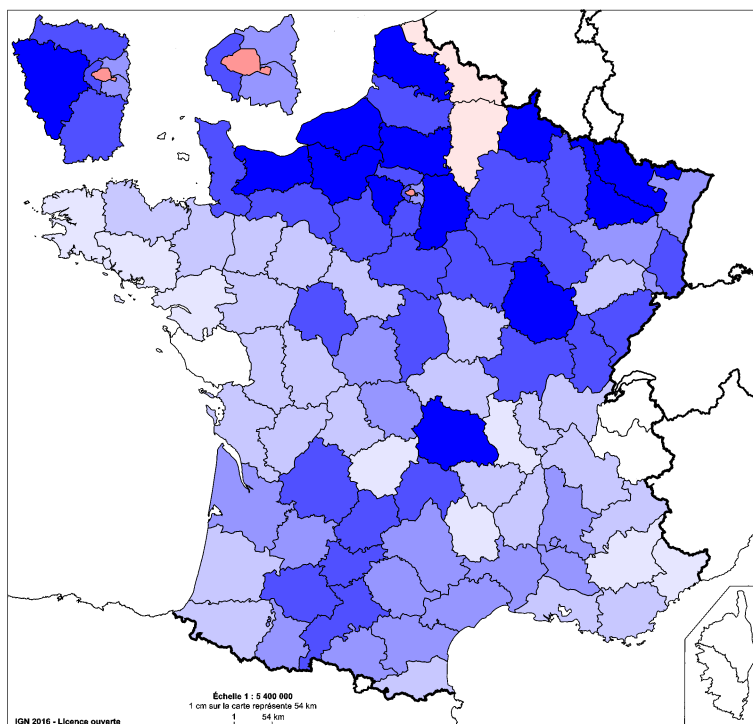 Échelle 1 : 5 400 000
1 cm sur la carte représente 54 km
1 54 km
IGN 2016 - Licence ouverte